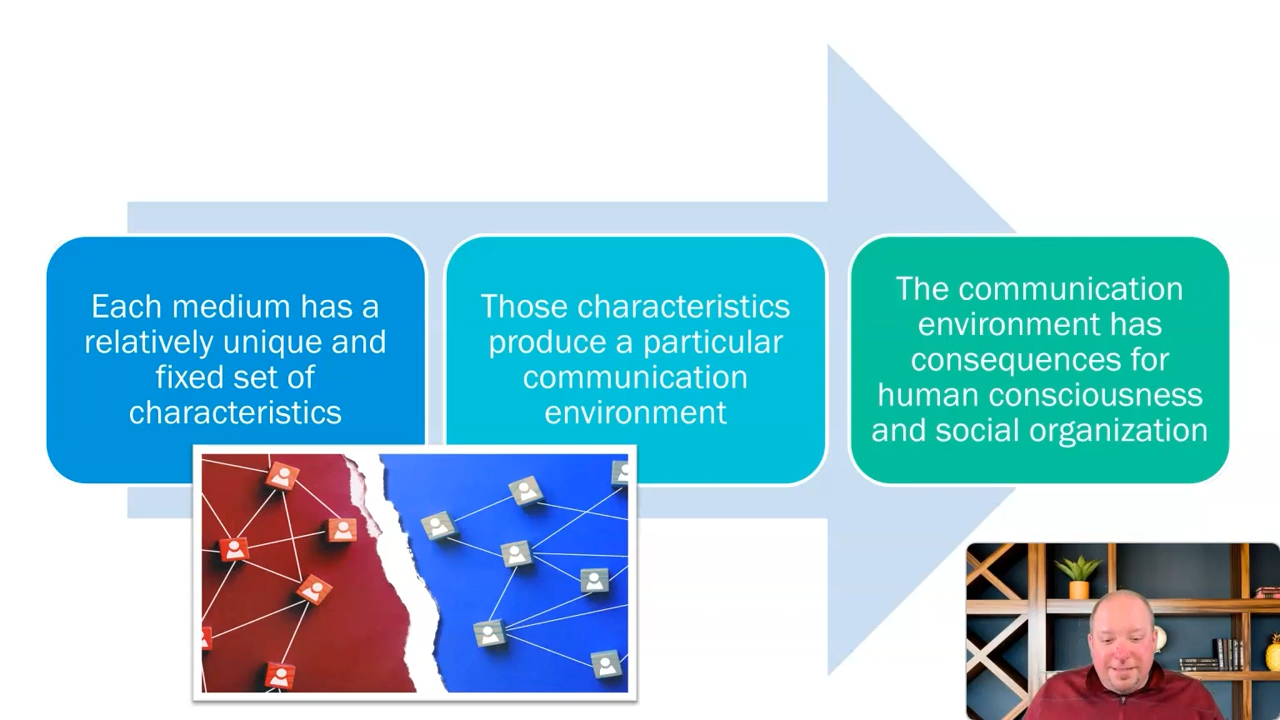 Each medium has a
relatively unique and
fixed set of
characteristics
Those characteristics
produce a particular
communication
environment
The communication
environment has
consequences for
human consciousness
and social organization